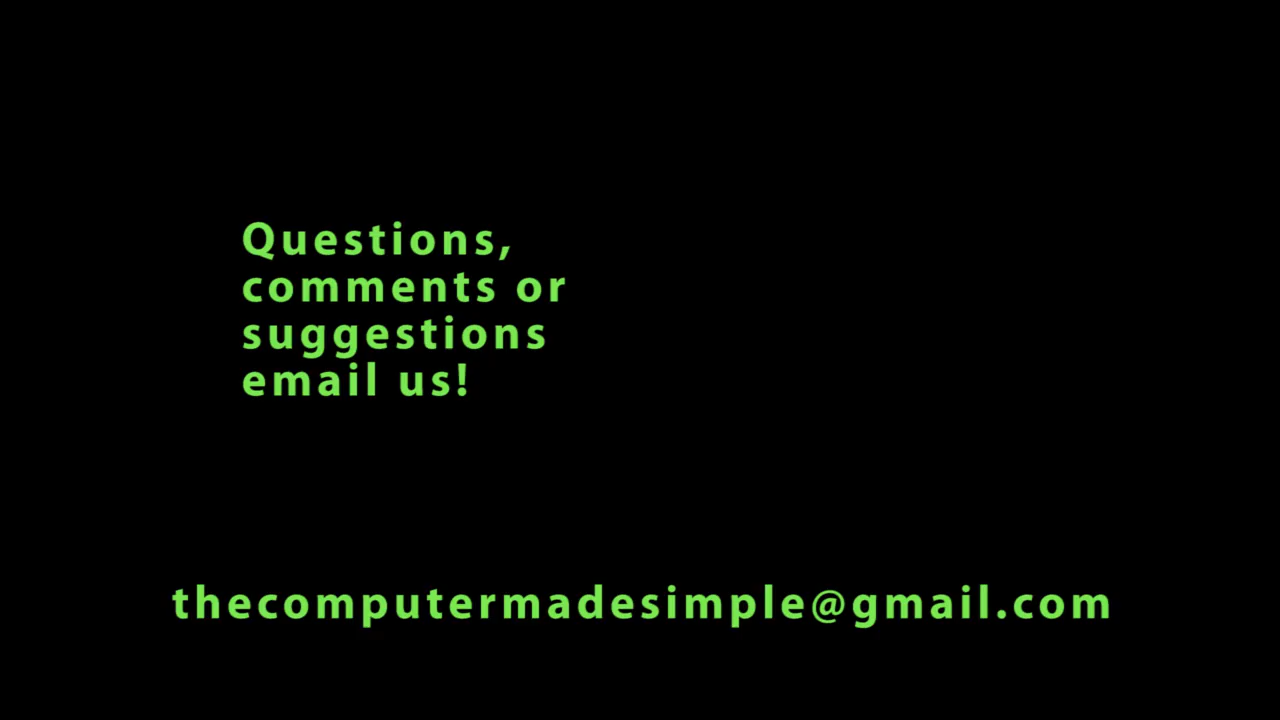 Questions,
comments or
suggestions
email us!
thecomputermadesimple@gmail.com